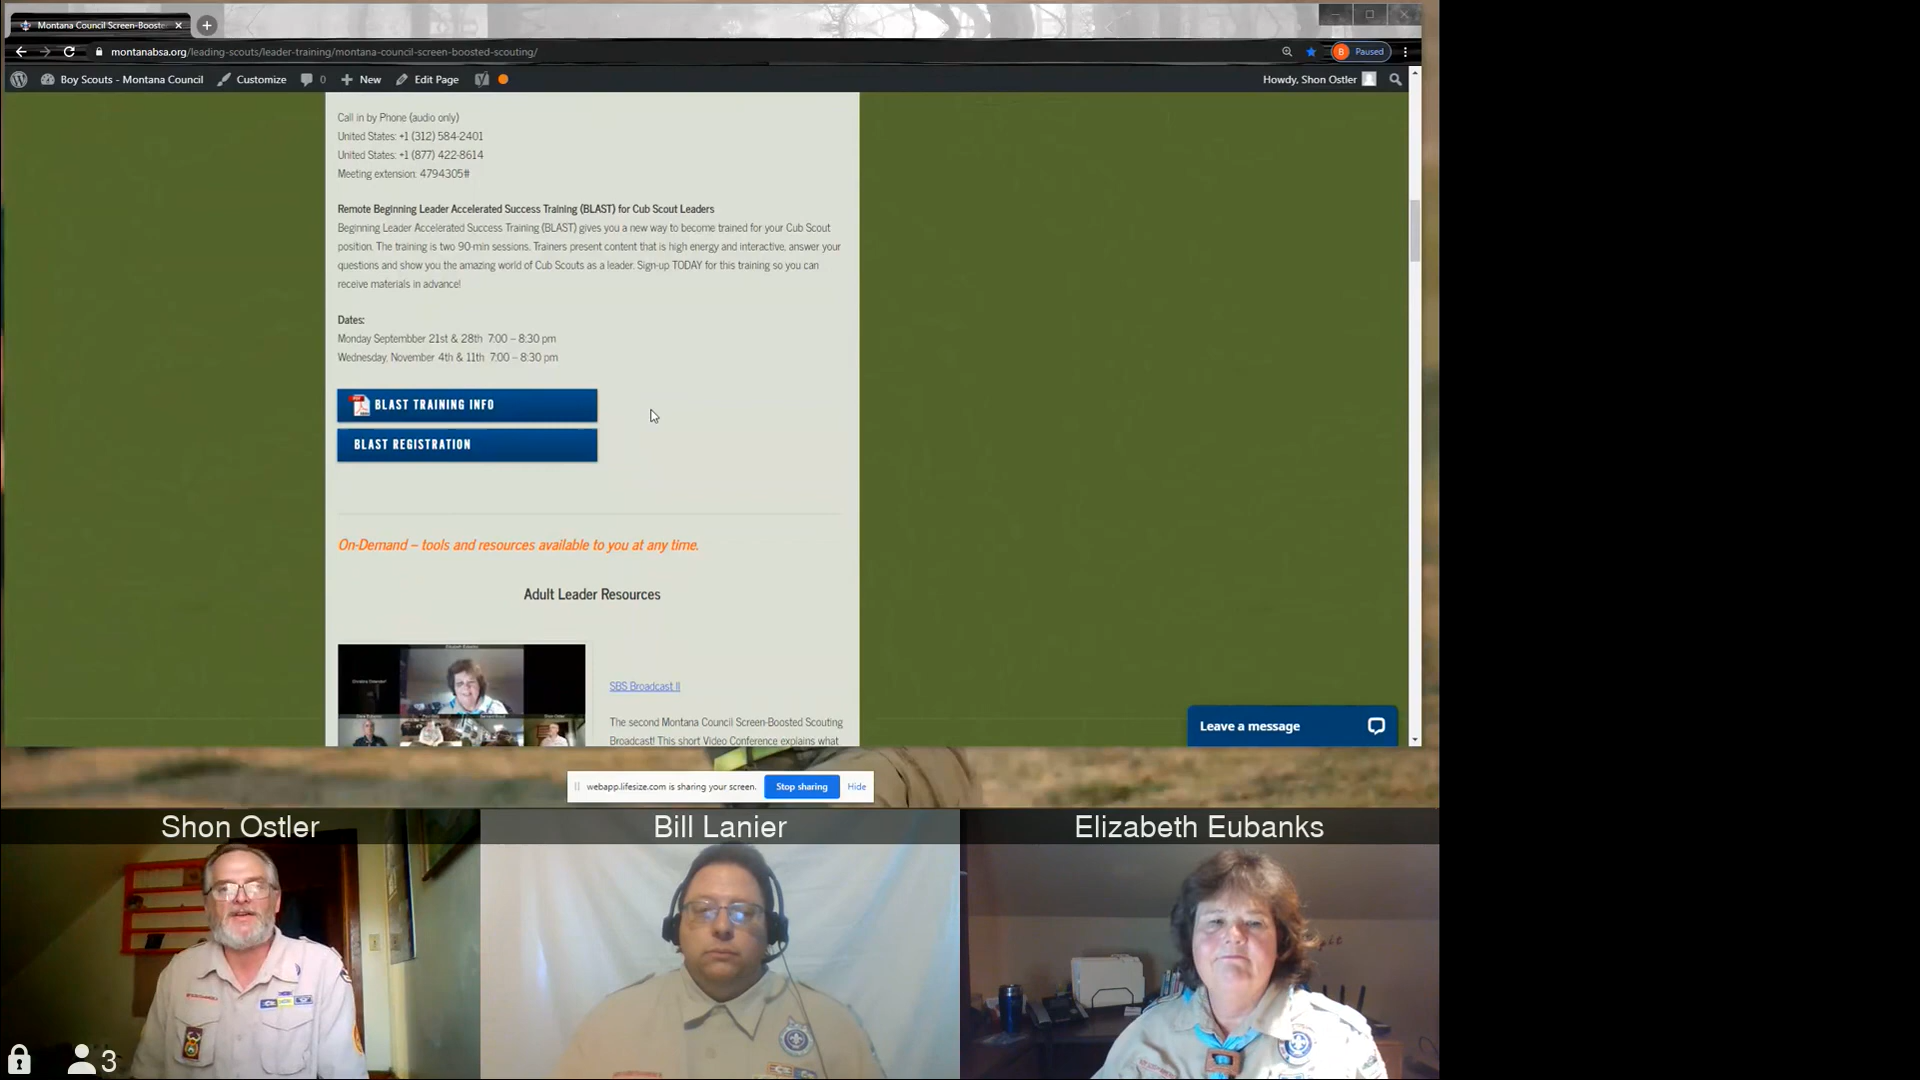 Montana Council Screen-Booste
montanabsa.org/leading-scouts/leader-training/montana-council-screen-boosted-scouting/
B Paused
Boy Scouts - Montana Council
Customize
0
New
Edit Page
Howdy, Shon Ostler
Call in by Phone (audio only)
United States: +1 (312) 584-2401
United States: +1 (877) 422-8614
Meeting extension: 4794305#
Remote Beginning Leader Accelerated Success Training (BLAST) for Cub Scout Leaders
Beginning Leader Accelerated Success Training (BLAST) gives you a new way to become trained for your Cub Scout
position. The training is two 90-min sessions. Trainers present content that is high energy and interactive, answer your
questions and show you the amazing world of Cub Scouts as a leader. Sign-up TODAY for this training so you can
receive materials in advance!
Dates:
Monday Septembber 21st & 28th 7:00 – 8:30 pm
Wednesday, November 4th & 11th 7:00 – 8:30 pm
BLAST TRAINING INFO
BLAST REGISTRATION
On-Demand – tools and resources available to you at any time.
Adult Leader Resources
Elizabeth Eubanks
SBS Broadcast II
The second Montana Council Screen-Boosted Scouting
Broadcast! This short Video Conference explains what
Leave a message
webapp.lifesize.com is sharing your screen.
Stop sharing
Hide
Shon Ostler
Bill Lanier
Elizabeth Eubanks
3